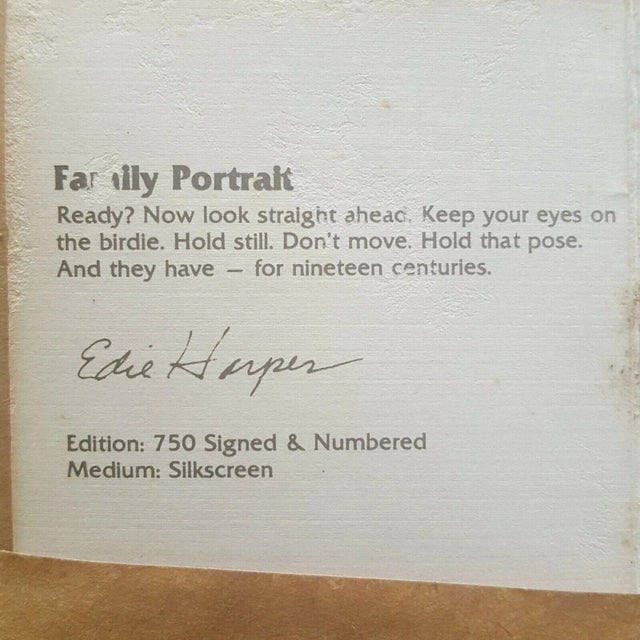 Family Portrait
Ready? Now look straight ahead. Keep your eyes on
the birdie. Hold still. Don't move. Hold that pose.
And they have — for nineteen centuries.
Edie Harper
Edition: 750 Signed & Numbered
Medium: Silkscreen